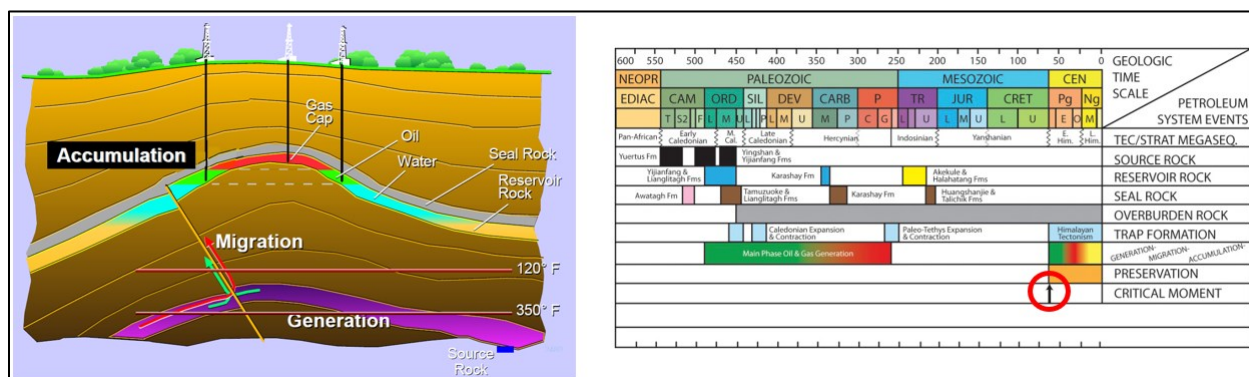 Gas
Cap
Oil
Water
Accumulation
Seal Rock
Reservoir
Rock
Migration
120° F
350° F
Generation
Source
Rock
600 550 500 450 400 350 300 250 200 150 100 50 0
GEOLOGIC
TIME
SCALE
PETROLEUM
SYSTEM EVENTS
NEOPR PALEOZOIC MESOZOIC CEN
EDIAC CAM ORD SIL DEV CARB P TR JUR CRET Pg Ng
T S2 F L M U L P L M U M P C G L U L M U L U P E O M
Pan-African Early Caledonian M. Cal. Late Caledonian Hercynian Indosinian Yanshanian E. Him. L. Him. TEC/STRAT MEGASEQ.
Yuertus Fm Yingshan & Yijianfang Fms SOURCE ROCK
Yijianfang & Lianglitagh Fms Karashay Fm Akekule & Halahatang Fms RESERVOIR ROCK
Awatagh Fm Tamuzuoke & Lianglitagh Fms Karashay Fm Huangshanjie & Talichik Fms SEAL ROCK
OVERBURDEN ROCK
Caledonian Expansion & Contraction Paleo-Tethys Expansion & Contraction Himalayan Tectonism TRAP FORMATION
Main Phase Oil & Gas Generation GENERATION- MIGRATION- ACCUMULATION-
PRESERVATION
CRITICAL MOMENT